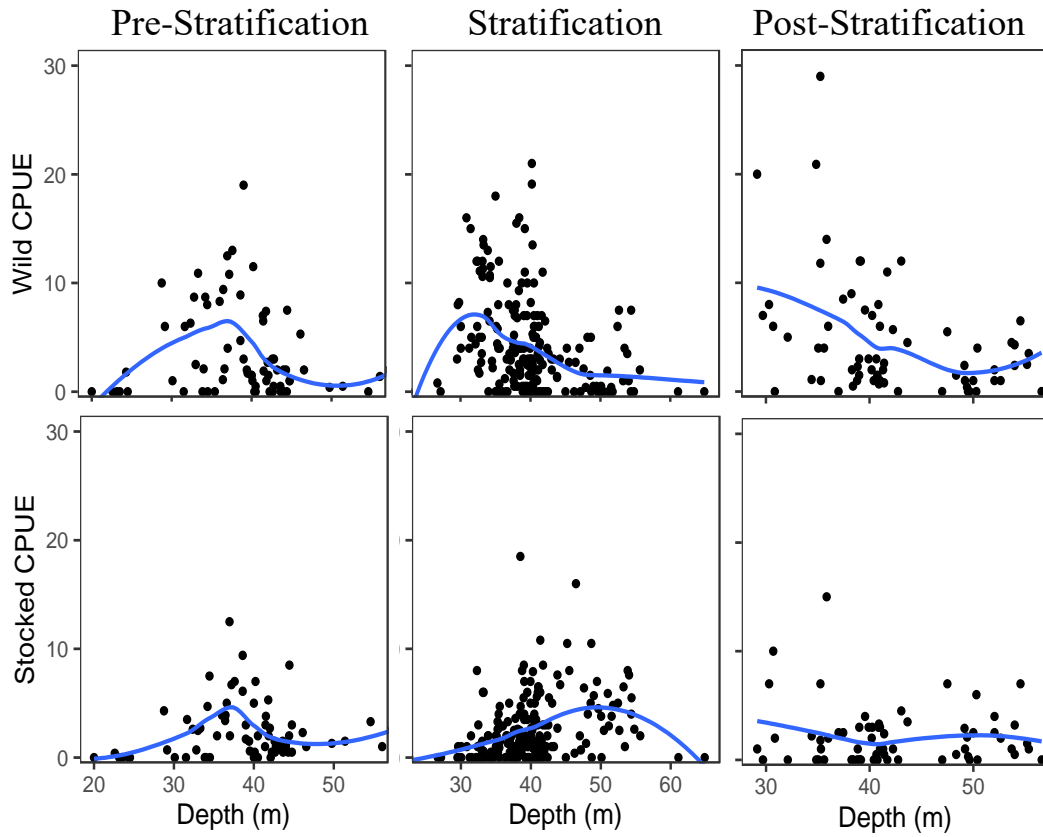 Pre-Stratification Stratification Post-Stratification
Wild CPUE
30
20
10
0
Stocked CPUE
30
20
10
0
20 30 40 50
30 40 50 60
30 40 50
Depth (m) Depth (m) Depth (m)